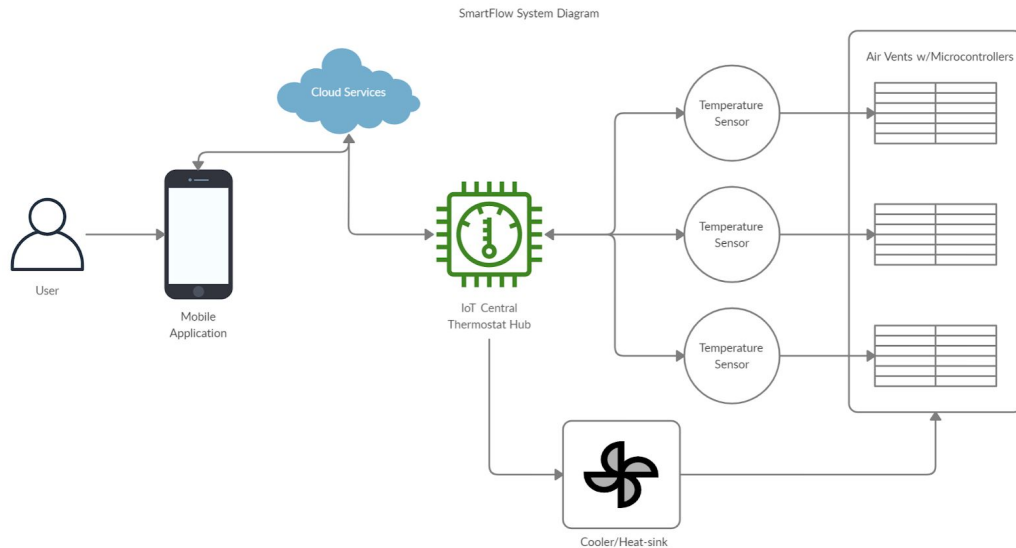 SmartFlow System Diagram
Cloud Services
Air Vents w/Microcontrollers
Temperature
Sensor
Temperature
Sensor
Temperature
Sensor
User
Mobile
Application
IoT Central
Thermostat Hub
Cooler/Heat-sink